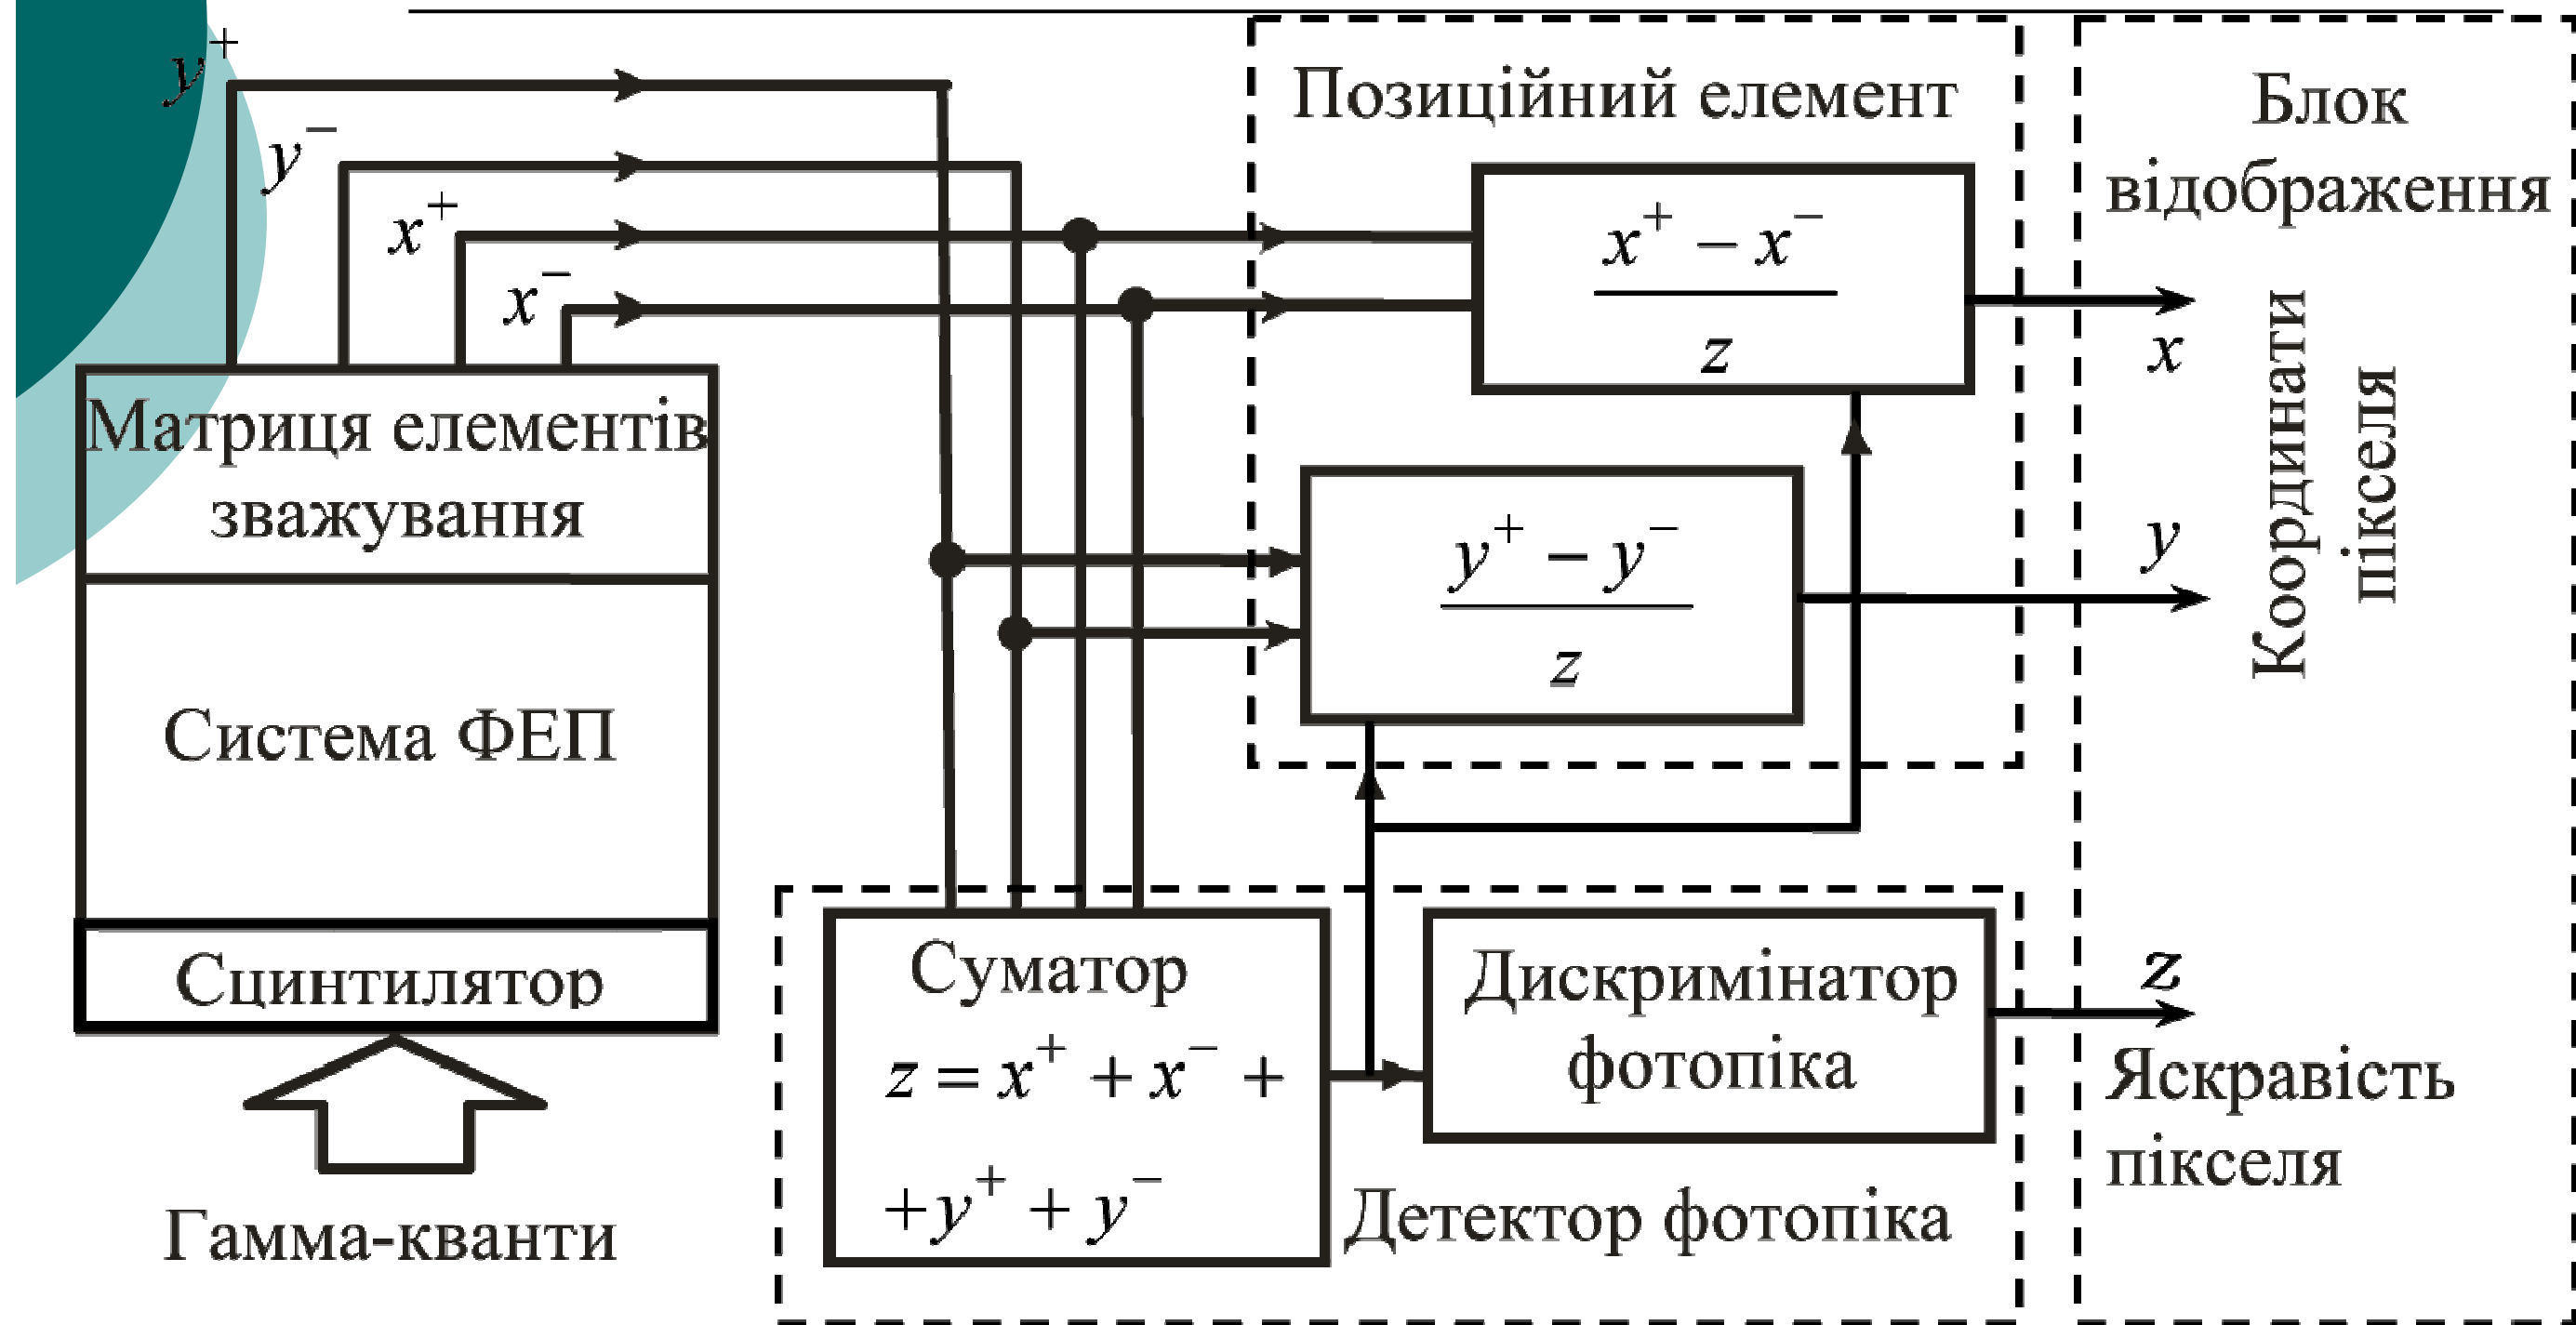 y⁺
y⁻
x⁺
x⁻
Матриця елементів
зважування
Система ФЕП
Сцинтилятор
Гамма-кванти
Позиційний елемент
x⁺ − x⁻
z
y⁺ − y⁻
z
Суматор
z = x⁺ + x⁻ +
+ y⁺ + y⁻
Дискримінатор
фотопіка
Детектор фотопіка
Блок
відображення
x
y
Координати
пікселя
z
Яскравість
пікселя